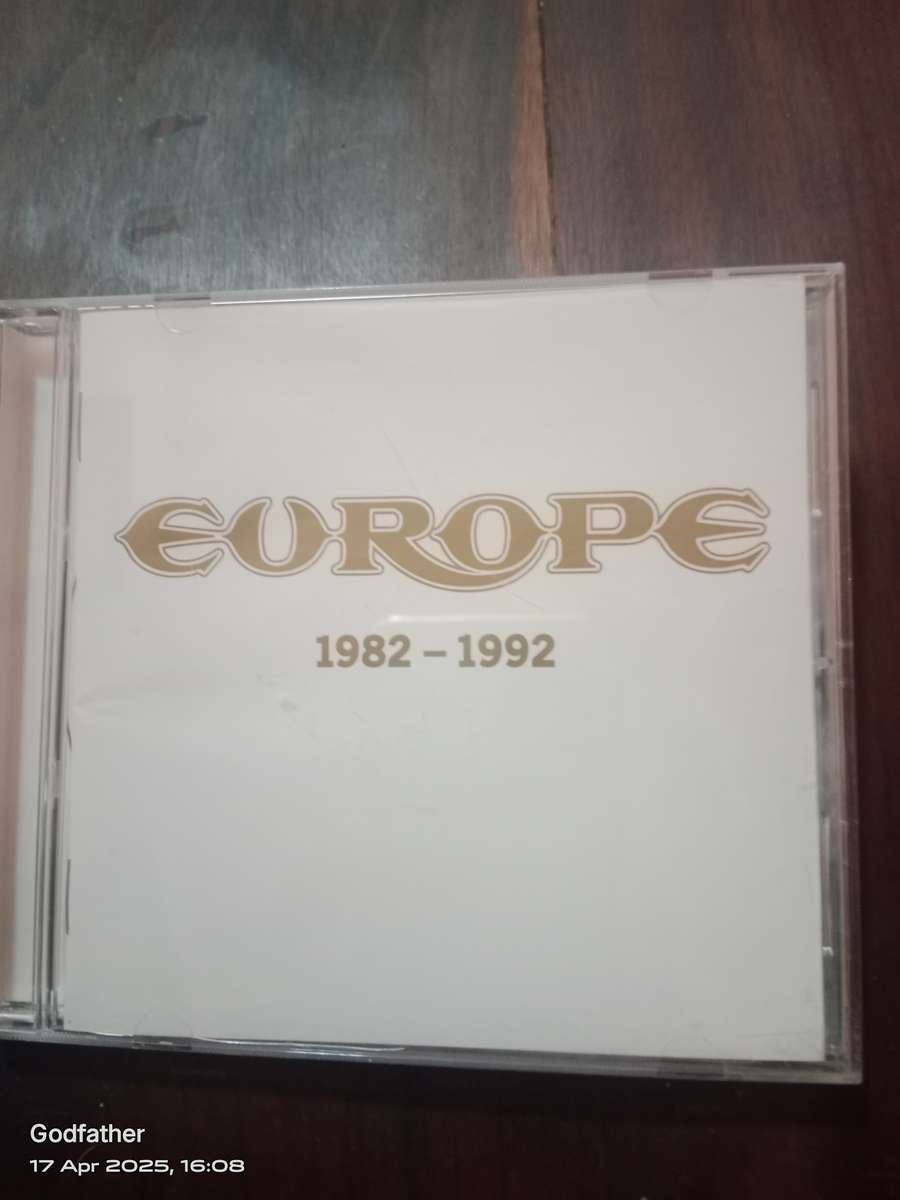 EUROPE
1982 – 1992
Godfather
17 Apr 2025, 16:08